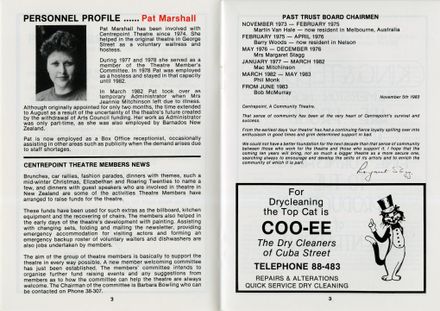 PERSONNEL PROFILE ...... Pat Marshall
Pat Marshall has been involved with
Centrepoint Theatre since 1974. She
helped in the original theatre in George
Street as a voluntary waitress and
hostess.
During 1977 and 1978 she served as a
member of the Theatre Member's
Committee. In 1978 Pat was employed
as a hostess and stayed in that capacity
until 1982.
In March 1982 Pat took over as
temporary Administrator when Mrs
Jeannie Mitchinson left due to illness.
Although originally appointed for only two months, the time extended
to August as a result of the uncertainty of the theatre's future created
by the withdrawal of Arts Council funding. Her work as Administrator
was only part-time, as she was also employed by Barnados New
Zealand.
Pat is now employed as a Box Office receptionist, occasionally
assisting in other areas such as publicity when the demand arises due
to staff shortages.
CENTREPOINT THEATRE MEMBERS NEWS
Brunches, car rallies, fashion parades, dinners with themes, such a
mid-winter Christmas, Elizabethan and Roaring Twenties to name a
few, and dinners with guest speakers who are involved in theatre in
New Zealand are some of the activities Theatre Members have
arranged to raise funds for the theatre.
These funds have been used for such extras as the billboard, kitchen
equipment and the recovering of chairs. The members also helped in
the early days of the theatre's development with painting. Assisting
with changing sets, folding and mailing the newsletter, providing
emergency accommodation for visiting actors and forming an
emergency backup roster of volunteer waiters and dishwashers are
also jobs undertaken by members.
The aim of the group of theatre members is basically to support the
theatre in every way possible. A new member welcoming committee
has just been established. The members' committee intends to
organise further fund raising events and any suggestions from
members as to how the committee can help the theatre are always
welcome. The Chairman of the committee is Barbara Bowling who can
be contacted on Phone 38-307.
3
PAST TRUST BOARD CHAIRMEN
NOVEMBER 1973 — FEBRUARY 1975
Martin Van Hale — now resident in Melbourne, Australia
FEBRUARY 1975 - APRIL 1976
Barry Woods — now resident in Nelson
MAY 1976 — DECEMBER 1976
Mrs Margaret Slagg
JANUARY 1977 — MARCH 1982
Mac Mitchinson
MARCH 1982 — MAY 1983
Phil Monk
FROM JUNE 1983
Bob McMurray
November 5th 1983
Centrepoint, A Community Theatre.
That sense of community has been at the very heart of Centrepoint's survival and
success.
From the earliest days 'our theatre' has had a continuing fierce loyalty spilling over into
enthusiasm in good times and grim determined support in bad.
We could not have a better foundation for the next decade than that sense of community
between those who work for the theatre and those who support it. I hope that the
coming ten years will bring, not so much a bigger theatre as a more secure one,
searching always to encourage and develop the skills of its actors and to enrich the
community of which it is part.
For
Drycleaning
the Top Cat is
COO-EE
The Dry Cleaners
of Cuba Street
TELEPHONE 88-483
REPAIRS & ALTERATIONS
QUICK SERVICE DRY CLEANING
3